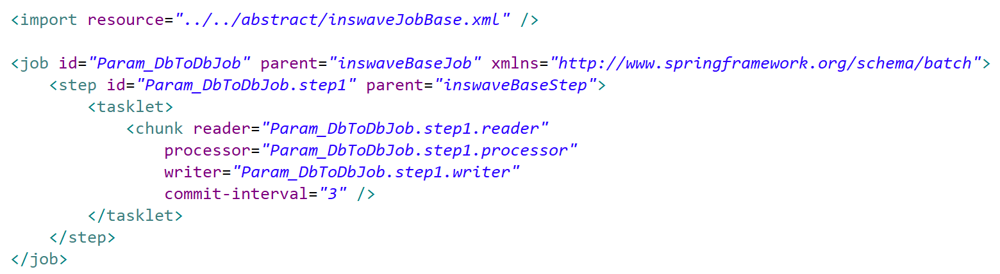 <import resource="../../abstract/inswaveJobBase.xml" />
<job id="Param_DbToDbJob" parent="inswaveBaseJob" xmlns="http://www.springframework.org/schema/batch">
<step id="Param_DbToDbJob.step1" parent="inswaveBaseStep">
<tasklet>
<chunk reader="Param_DbToDbJob.step1.reader"
processor="Param_DbToDbJob.step1.processor"
writer="Param_DbToDbJob.step1.writer"
commit-interval="3" />
</tasklet>
</step>
</job>